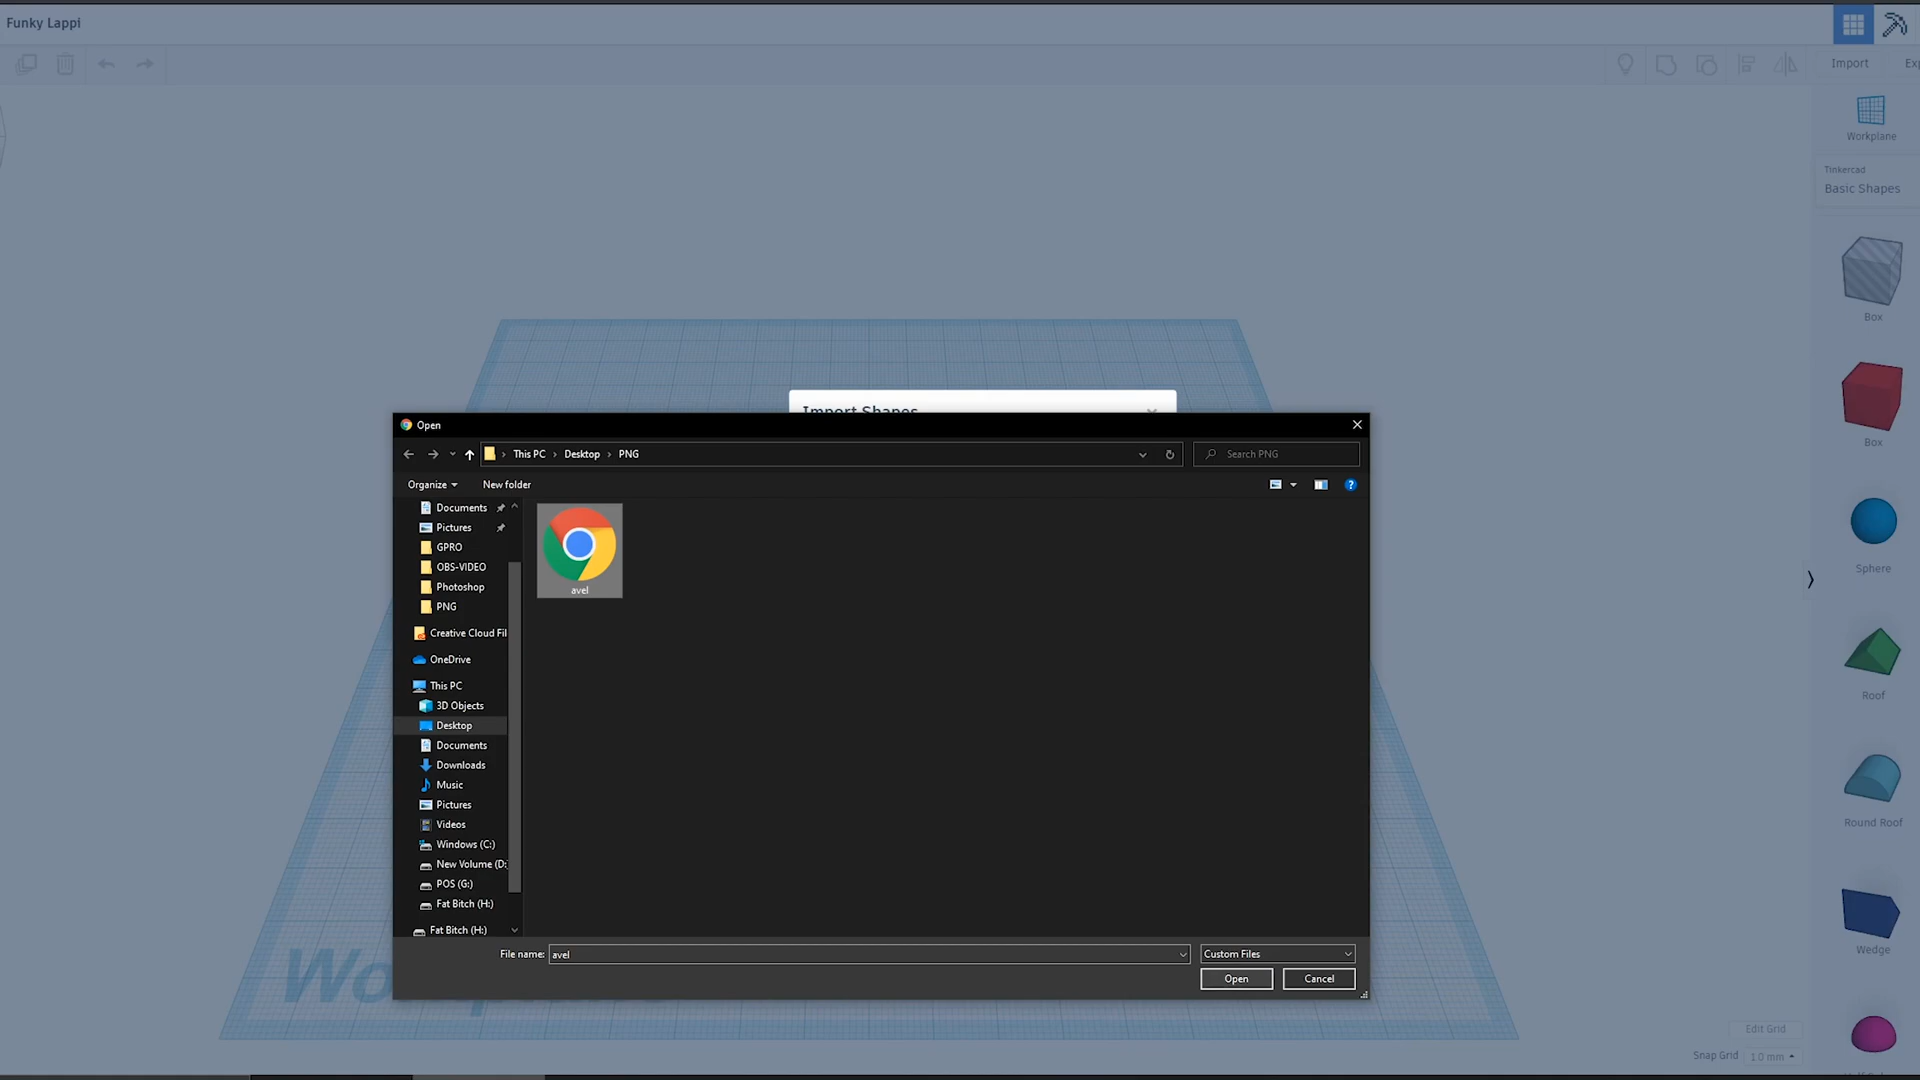 Funky Lappi
Import
Exp
Workplane
Tinkercad
Basic Shapes
Box
Box
Sphere
Roof
Round Roof
Wedge
Import Shapes
Open
This PC > Desktop > PNG
Search PNG
Organize
New folder
Documents
Pictures
GPRO
OBS-VIDEO
Photoshop
PNG
Creative Cloud Fil
OneDrive
This PC
3D Objects
Desktop
Documents
Downloads
Music
Pictures
Videos
Windows (C:)
New Volume (D:
POS (G:)
Fat Bitch (H:)
Fat Bitch (H:)
avel
File name: avel
Custom Files
Open
Cancel
Edit Grid
Snap Grid 1.0 mm